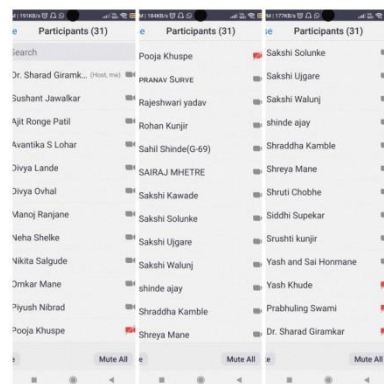 M | 191KB/s
e Participants (31)
Search
Dr. Sharad Giramk... (Host, me)
Sushant Jawalkar
Ajit Ronge Patil
Avantika S Lohar
Divya Lande
Divya Ovhal
Manoj Ranjane
Neha Shelke
Nikita Salgude
Omkar Mane
Piyush Nibrad
Pooja Khuspe
e Mute All
M | 184KB/s
e Participants (31)
Pooja Khuspe
PRANAV SURVE
Rajeshwari yadav
Rohan Kunjir
Sahil Shinde(G-69)
SAIRAJ MHETRE
Sakshi Kawade
Sakshi Solunke
Sakshi Ujgare
Sakshi Walunj
shinde ajay
Shraddha Kamble
Shreya Mane
e Mute All
M | 177KB/s
se Participants (31)
Sakshi Solunke
Sakshi Ujgare
Sakshi Walunj
shinde ajay
Shraddha Kamble
Shreya Mane
Shruti Chobhe
Siddhi Supekar
Srushti kunjir
Yash and Sai Honmane
Yash Khude
Prabhuling Swami
Dr. Sharad Giramkar
e Mute All